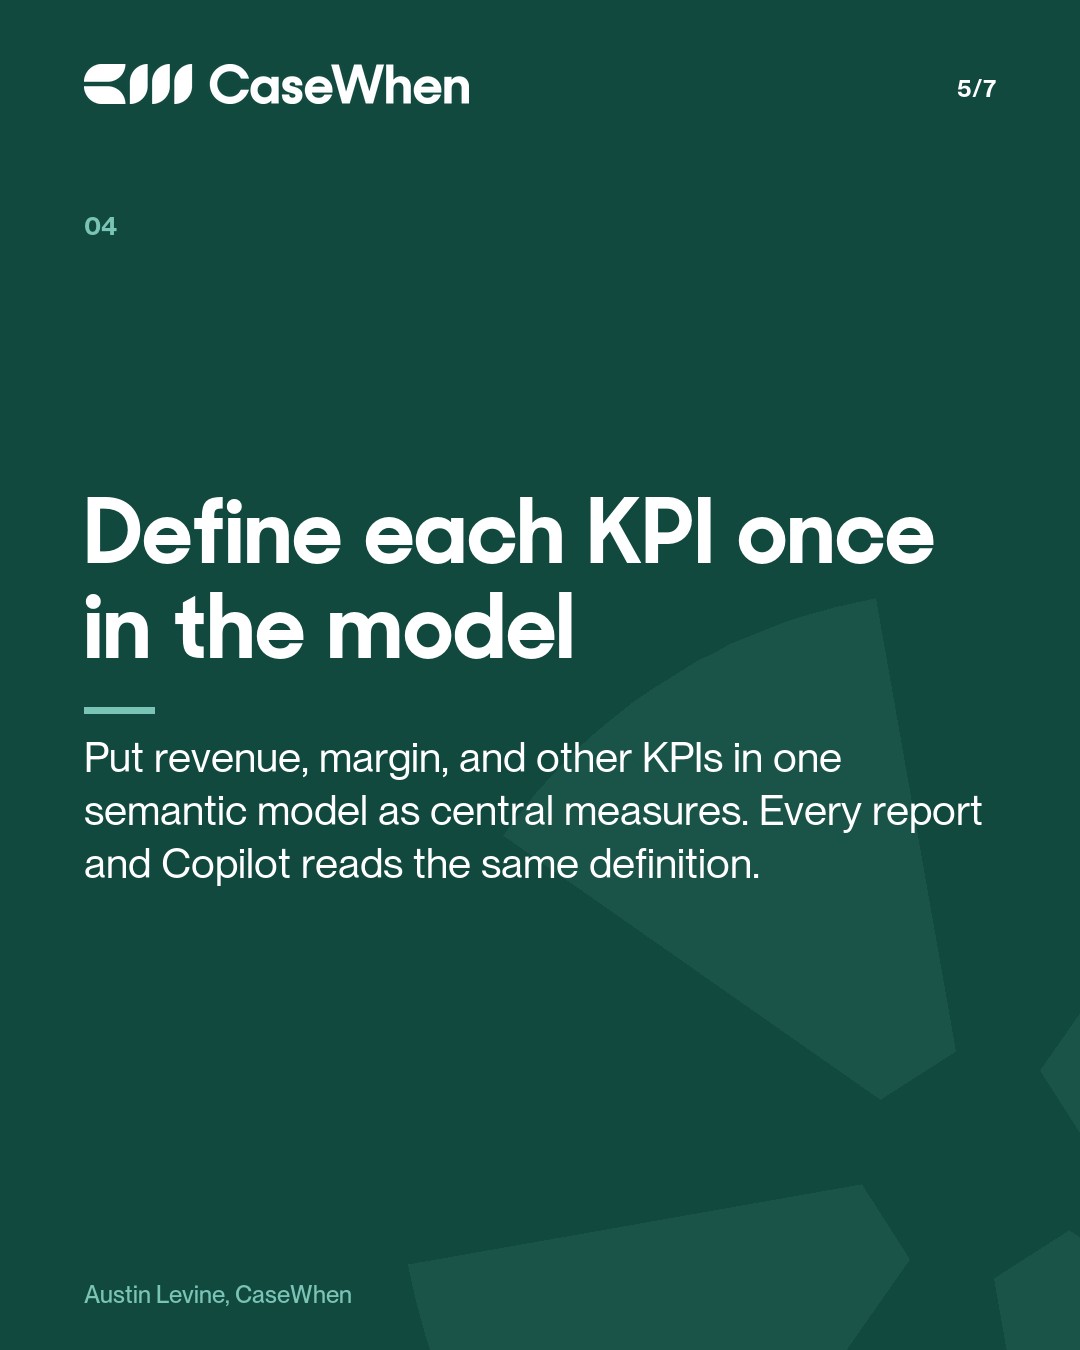 CaseWhen
5/7
04
Define each KPI once
in the model
Put revenue, margin, and other KPIs in one
semantic model as central measures. Every report
and Copilot reads the same definition.
Austin Levine, CaseWhen